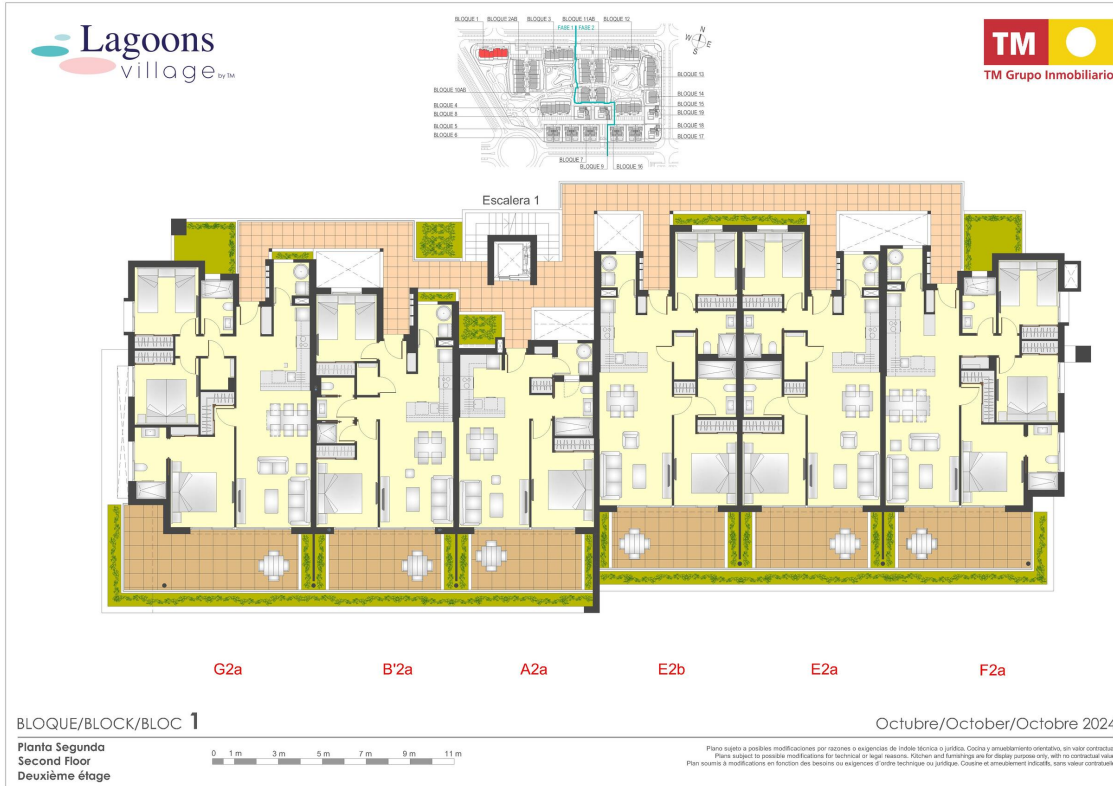 Lagoons
village by TM
BLOQUE 1
BLOQUE 2AB
BLOQUE 3
BLOQUE 11AB
BLOQUE 12
FASE 1
FASE 2
N
W
E
S
BLOQUE 13
BLOQUE 10AB
BLOQUE 14
BLOQUE 4
BLOQUE 15
BLOQUE 8
BLOQUE 19
BLOQUE 5
BLOQUE 18
BLOQUE 6
BLOQUE 17
BLOQUE 7
BLOQUE 9
BLOQUE 16
TM
TM Grupo Inmobiliario
Escalera 1
G2a
B'2a
A2a
E2b
E2a
F2a
BLOQUE/BLOCK/BLOC 1
Octubre/October/Octobre 2024
Planta Segunda
Second Floor
Deuxième étage
0 1 m 3 m 5 m 7 m 9 m 11 m
Plano sujeto a posibles modificaciones por razones o exigencias de índole técnica o jurídica. Cocina y amueblamiento orientativo, sin valor contractual
Plans subject to possible modifications for technical or legal reasons. Kitchen and furnishings are for display purpose only, with no contractual value
Plan soumis à modifications en fonction des besoins ou exigences d'ordre technique ou juridique. Cousine et ameublement indicatifs, sans valeur contratuelle